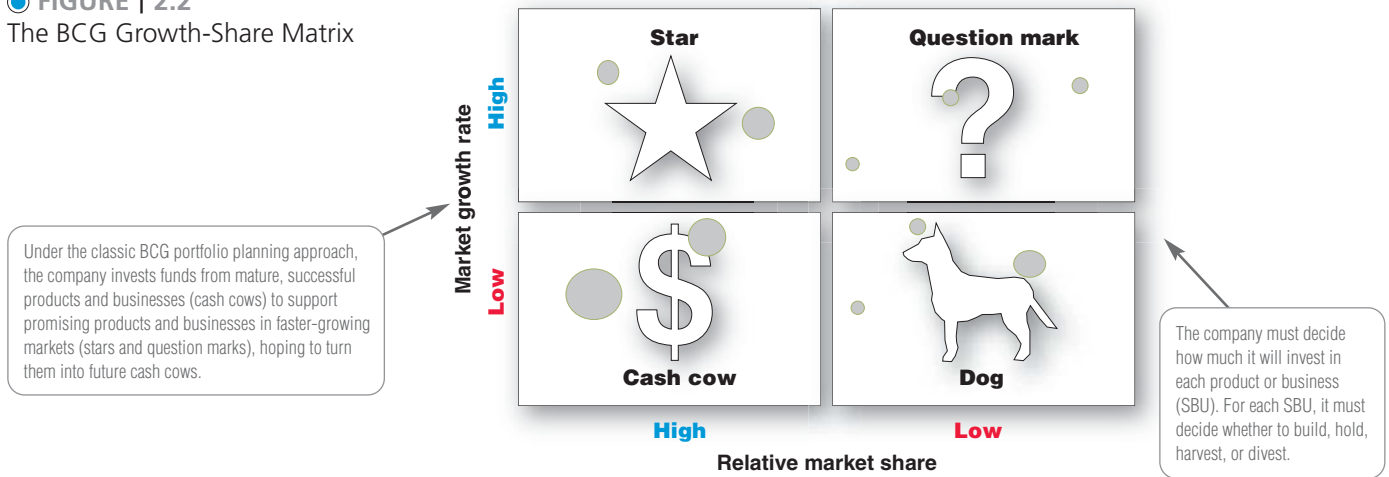 FIGURE | 2.2
The BCG Growth-Share Matrix
Star
Question mark
Market growth rate
High
Low
Under the classic BCG portfolio planning approach,
the company invests funds from mature, successful
products and businesses (cash cows) to support
promising products and businesses in faster-growing
markets (stars and question marks), hoping to turn
them into future cash cows.
?
$
Cash cow
Dog
High
Low
Relative market share
The company must decide
how much it will invest in
each product or business
(SBU). For each SBU, it must
decide whether to build, hold,
harvest, or divest.